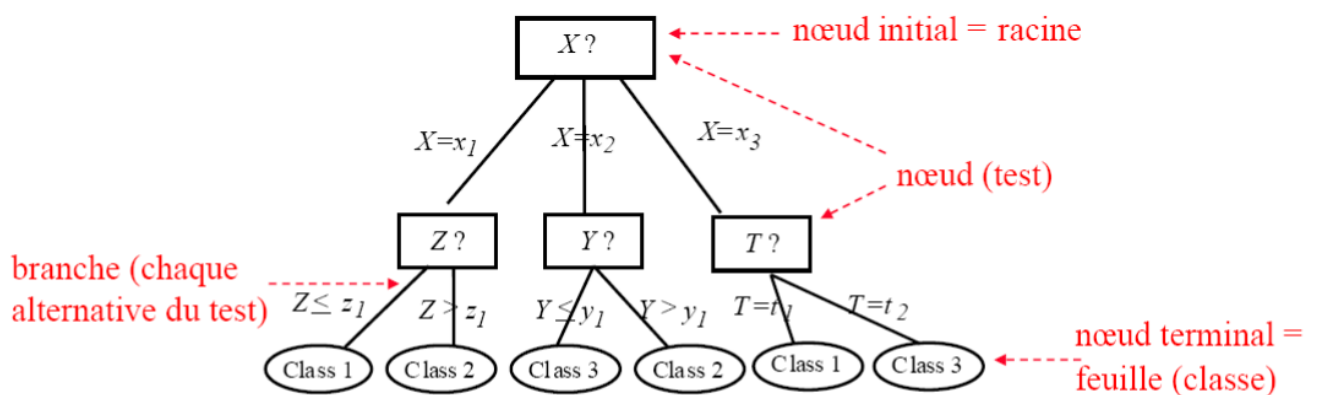 X ?
nœud initial = racine
X=x1
X=x2
X=x3
nœud (test)
Z ?
Y ?
T ?
branche (chaque
alternative du test)
Z≤ z1
Z > z1
Y ≤ y1
Y > y1
T=t1
T=t2
Class 1
Class 2
Class 3
Class 2
Class 1
Class 3
nœud terminal =
feuille (classe)